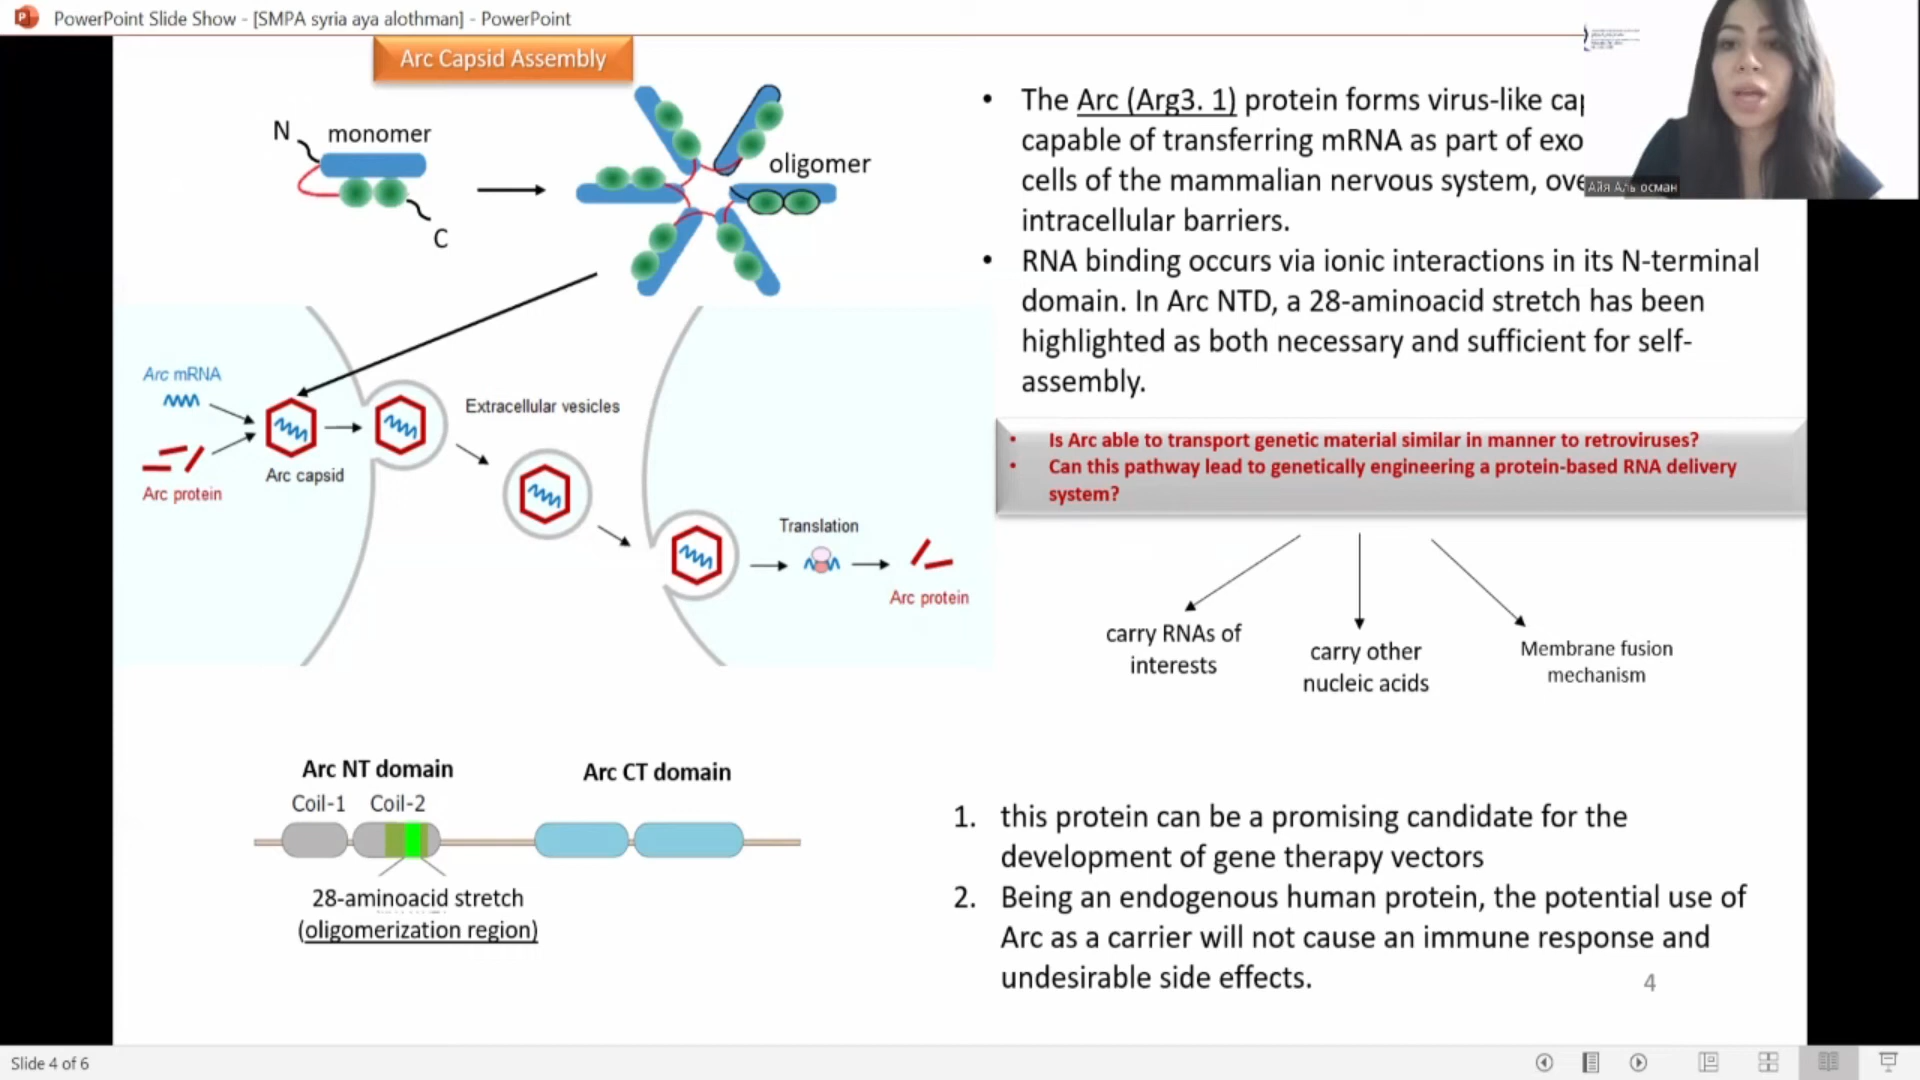 PowerPoint Slide Show - [SMPA syria aya alothman] - PowerPoint
Arc Capsid Assembly
N
monomer
C
oligomer
Arc mRNA
Arc protein
Arc capsid
Extracellular vesicles
Translation
Arc protein
Arc NT domain
Arc CT domain
Coil-1 Coil-2
28-aminoacid stretch
(oligomerization region)
• The Arc (Arg3. 1) protein forms virus-like
capable of transferring mRNA as part of
cells of the mammalian nervous system,
intracellular barriers.
• RNA binding occurs via ionic interactions in its N-terminal
domain. In Arc NTD, a 28-aminoacid stretch has been
highlighted as both necessary and sufficient for self-
assembly.
• Is Arc able to transport genetic material similar in manner to retroviruses?
• Can this pathway lead to genetically engineering a protein-based RNA delivery
system?
carry RNAs of
interests
carry other
nucleic acids
Membrane fusion
mechanism
1. this protein can be a promising candidate for the
development of gene therapy vectors
2. Being an endogenous human protein, the potential use of
Arc as a carrier will not cause an immune response and
undesirable side effects.
4
Айя Аль осман
Slide 4 of 6